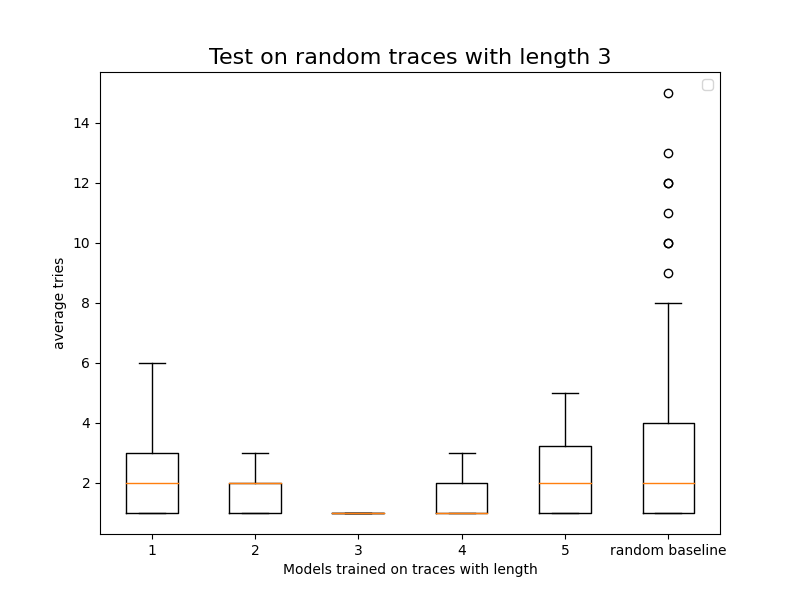 Test on random traces with length 3
14
12
10
8
6
4
2
average tries
1 2 3 4 5 random baseline
Models trained on traces with length